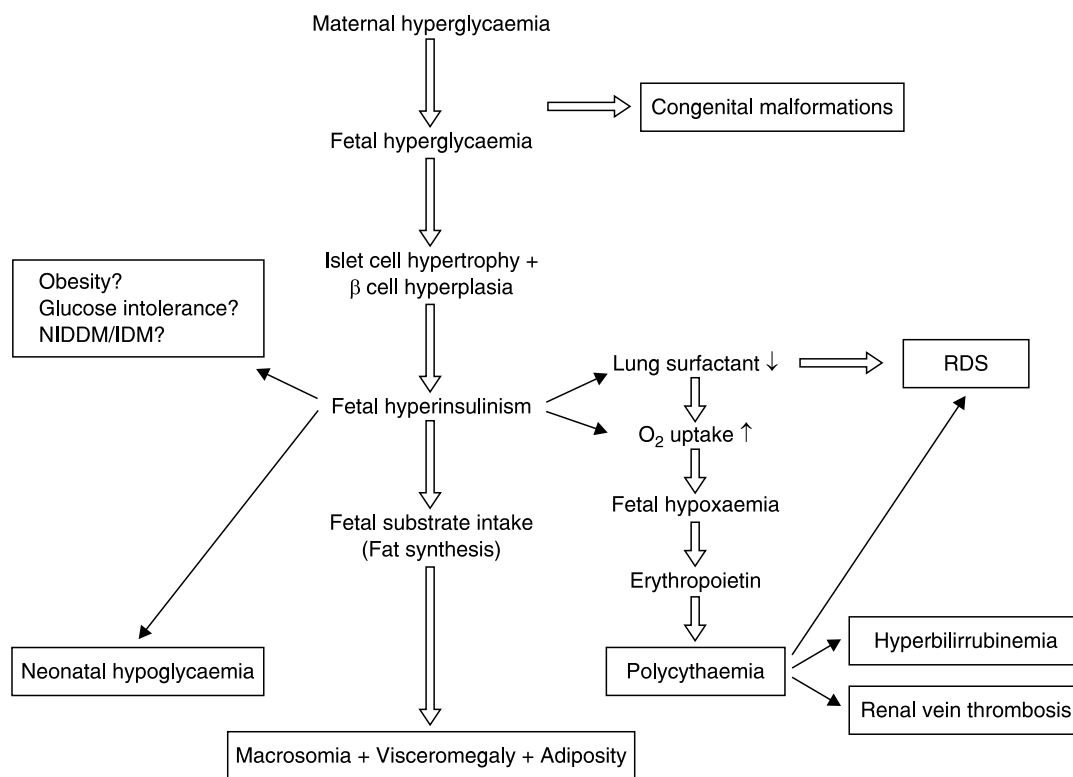 Maternal hyperglycaemia
Congenital malformations
Fetal hyperglycaemia
Islet cell hypertrophy +
β cell hyperplasia
Obesity?
Glucose intolerance?
NIDDM/IDM?
Lung surfactant ↓
RDS
Fetal hyperinsulinism
O₂ uptake ↑
Fetal hypoxaemia
Fetal substrate intake
(Fat synthesis)
Erythropoietin
Neonatal hypoglycaemia
Polycythaemia
Hyperbilirrubinemia
Renal vein thrombosis
Macrosomia + Visceromegaly + Adiposity